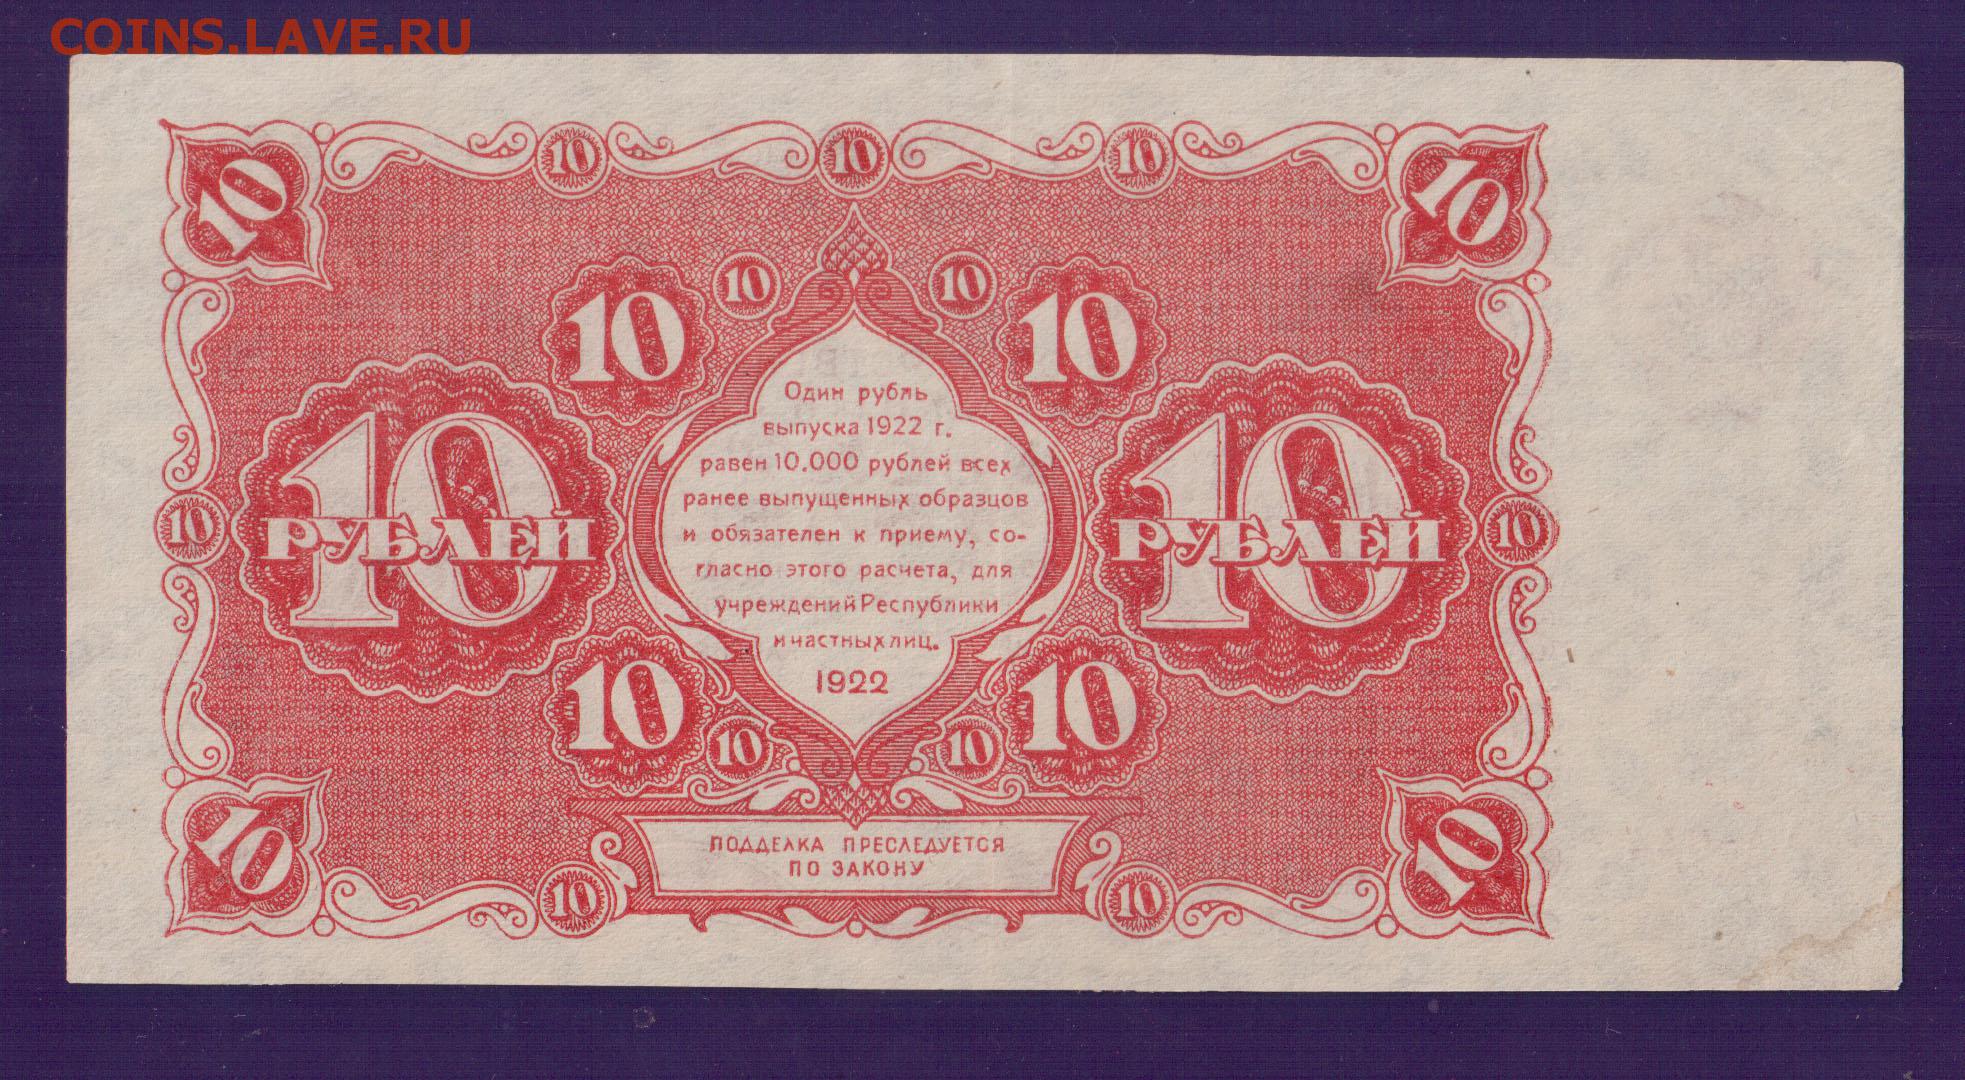 COINS.LAVE.RU
10 10 10 10 10
10 10 10 10
Один рубль
выпуска 1922 г.
равен 10.000 рублей всех
ранее выпущенных образцов
и обязателен к приему, со-
гласно этого расчета, для
учреждений Республики
и частных лиц.
1922
10 10 РУБЛЕЙ 10 РУБЛЕЙ 10
10 10 10 10
ПОДДЕЛКА ПРЕСЛЕДУЕТСЯ
ПО ЗАКОНУ
10 10 10 10